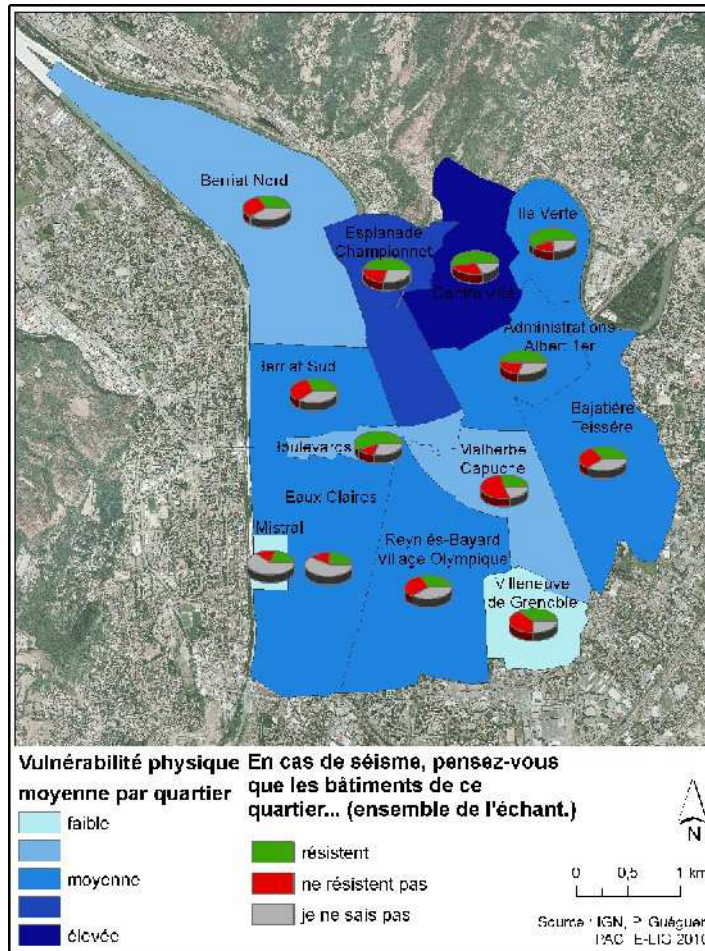 Berriat Nord
Ile Verte
Esplanade
Championnet
Centre ville
Administrations
Albert 1er
Berriat Sud
Bajatière
Teissère
Boulevards
Malherbe
Capuche
Eaux Claires
Mistral
Reyniés-Bayard
Village Olympique
Villeneuve
de Grenoble
Vulnérabilité physique
moyenne par quartier
faible
moyenne
élevée
En cas de séisme, pensez-vous
que les bâtiments de ce
quartier... (ensemble de l'échant.)
résistent
ne résistent pas
je ne sais pas
N
0 0,5 1 km
Source : IGN, P. Guéguen
PACTE-LIG 2010